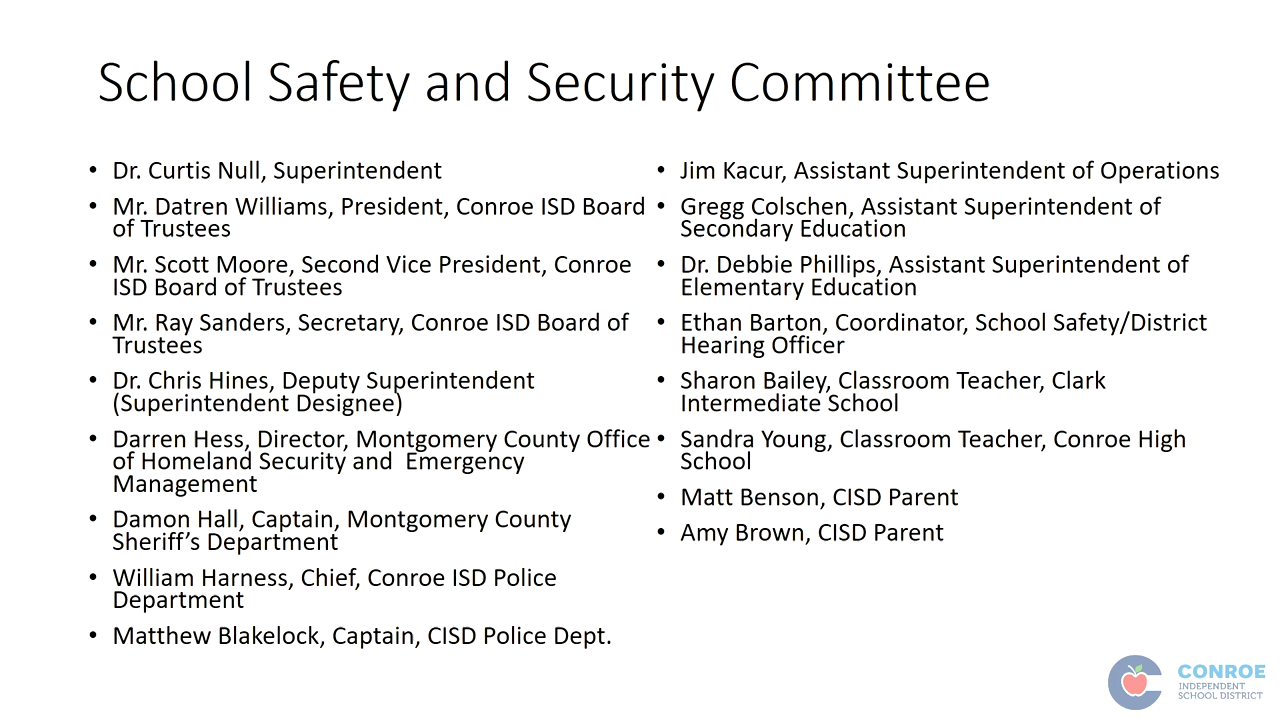 School Safety and Security Committee
• Dr. Curtis Null, Superintendent
• Mr. Datren Williams, President, Conroe ISD Board
of Trustees
• Mr. Scott Moore, Second Vice President, Conroe
ISD Board of Trustees
• Mr. Ray Sanders, Secretary, Conroe ISD Board of
Trustees
• Dr. Chris Hines, Deputy Superintendent
(Superintendent Designee)
• Darren Hess, Director, Montgomery County Office
of Homeland Security and  Emergency
Management
• Damon Hall, Captain, Montgomery County
Sheriff’s Department
• William Harness, Chief, Conroe ISD Police
Department
• Matthew Blakelock, Captain, CISD Police Dept.
• Jim Kacur, Assistant Superintendent of Operations
• Gregg Colschen, Assistant Superintendent of
Secondary Education
• Dr. Debbie Phillips, Assistant Superintendent of
Elementary Education
• Ethan Barton, Coordinator, School Safety/District
Hearing Officer
• Sharon Bailey, Classroom Teacher, Clark
Intermediate School
• Sandra Young, Classroom Teacher, Conroe High
School
• Matt Benson, CISD Parent
• Amy Brown, CISD Parent
CONROE
INDEPENDENT
SCHOOL DISTRICT